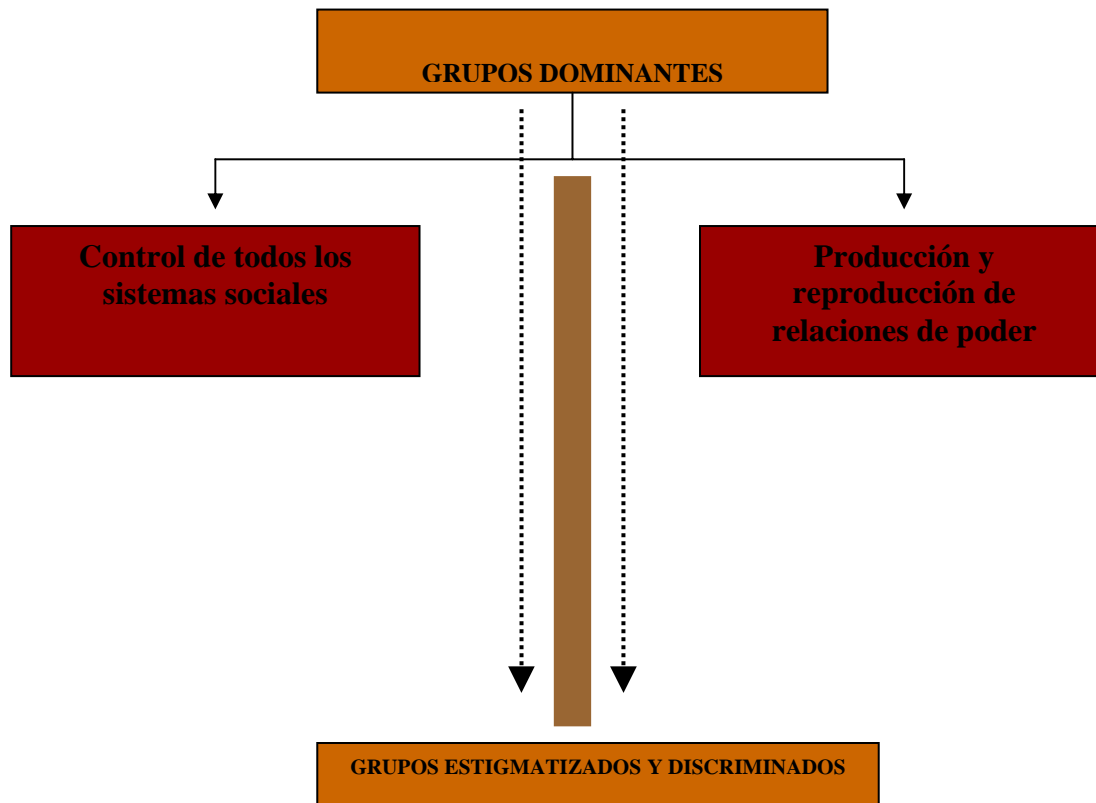 GRUPOS DOMINANTES
Control de todos los
sistemas sociales
Producción y
reproducción de
relaciones de poder
GRUPOS ESTIGMATIZADOS Y DISCRIMINADOS